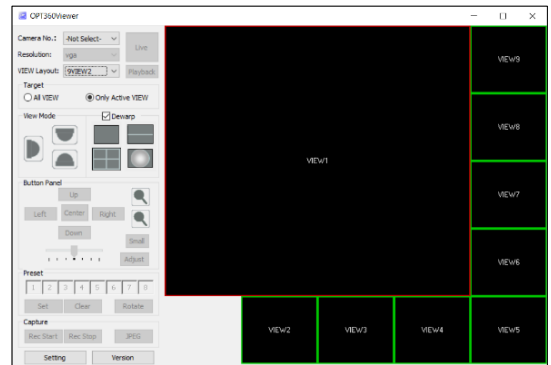 OPT360Viewer
Camera No.: -Not Select-
Live
Resolution: vga
VIEW Layout: 9VIEW2
Playback
Target
All VIEW Only Active VIEW
View Mode
Dewarp
Button Panel
Up
Left Center Right
Down
Small
Adjust
Preset
1 2 3 4 5 6 7 8
Set Clear Rotate
Capture
Rec Start Rec Stop JPEG
Setting Version
VIEW1
VIEW9
VIEW8
VIEW7
VIEW6
VIEW2 VIEW3 VIEW4 VIEW5